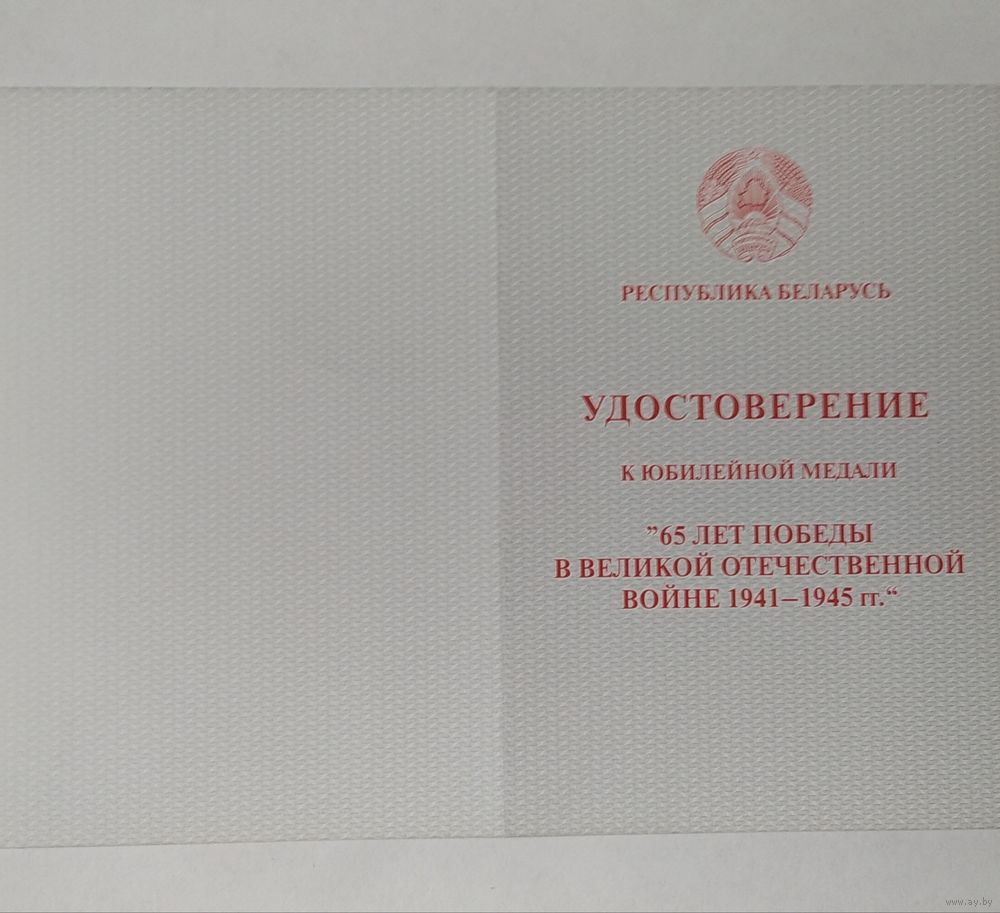 РЕСПУБЛИКА БЕЛАРУСЬ
УДОСТОВЕРЕНИЕ
К ЮБИЛЕЙНОЙ МЕДАЛИ
”65 ЛЕТ ПОБЕДЫ
В ВЕЛИКОЙ ОТЕЧЕСТВЕННОЙ
ВОЙНЕ 1941–1945 гг.“
www.ay.by